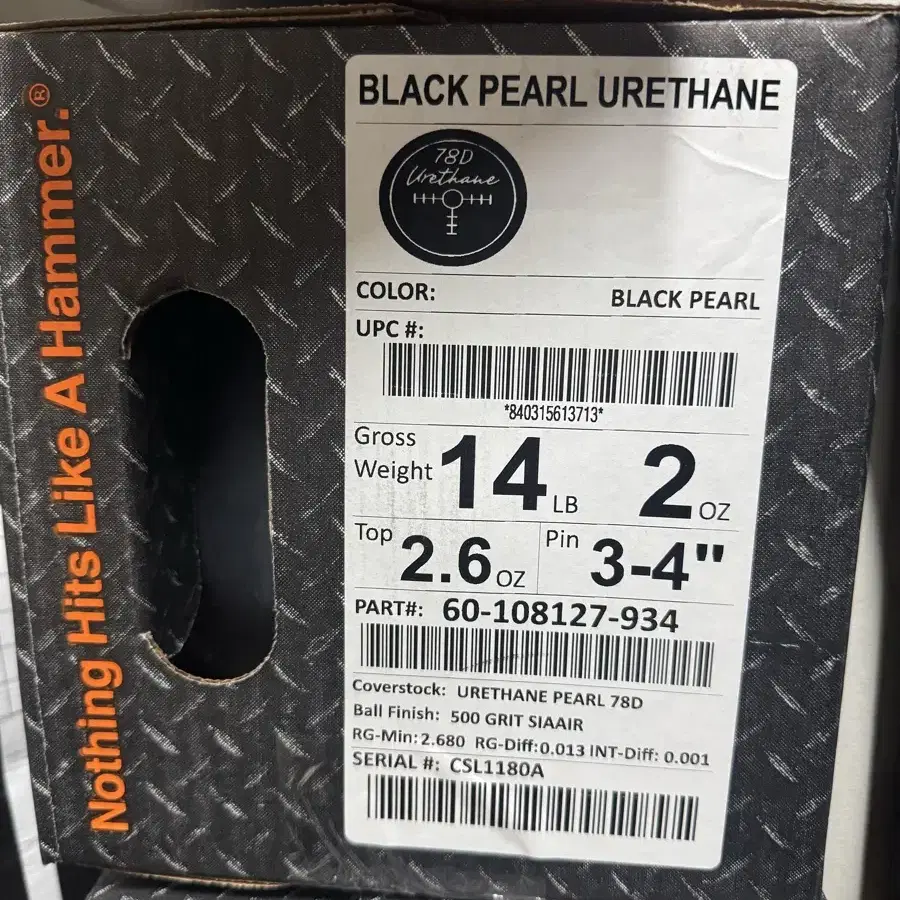 Nothing Hits Like A Hammer.®
BLACK PEARL URETHANE
78D
Urethane
COLOR: BLACK PEARL
UPC #:
*840315613713*
Gross
Weight 14 LB 2 OZ
Top 2.6 OZ Pin 3-4"
PART#: 60-108127-934
Coverstock: URETHANE PEARL 78D
Ball Finish: 500 GRIT SIAAIR
RG-Min: 2.680 RG-Diff: 0.013 INT-Diff: 0.001
SERIAL #: CSL1180A